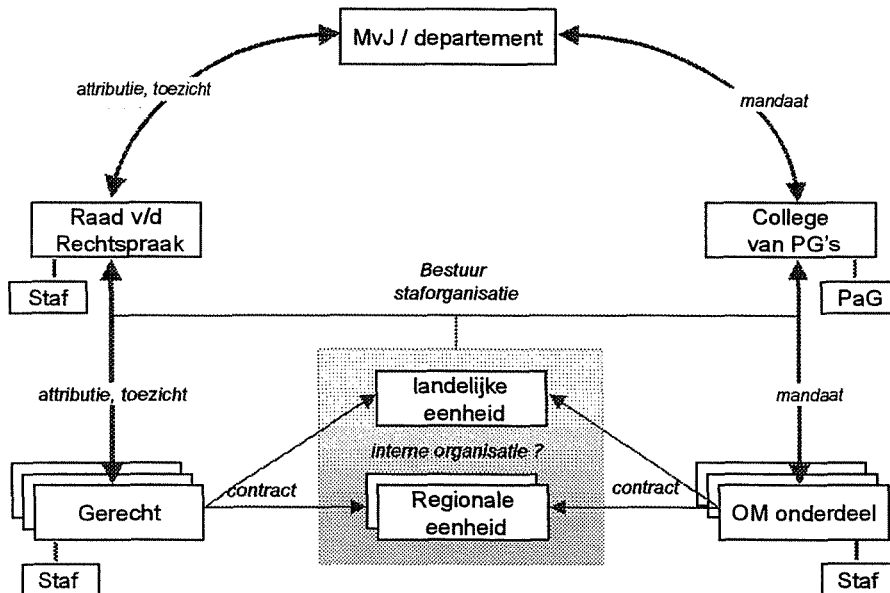 MvJ / departement
attributie, toezicht
mandaat
Raad v/d
Rechtspraak
College
van PG's
Staf
Bestuur
staforganisatie
PaG
attributie, toezicht
landelijke
eenheid
mandaat
interne organisatie ?
contract
contract
Gerecht
Regionale
eenheid
OM onderdeel
Staf
Staf